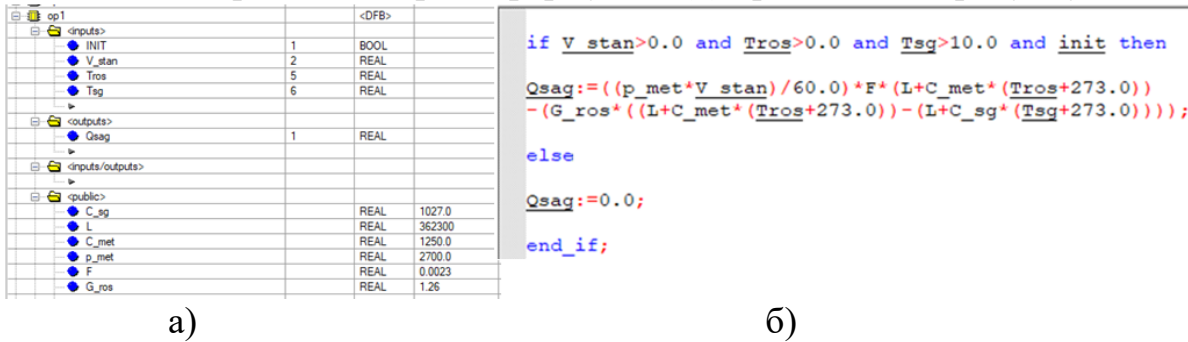 op1 <DFB>
<inputs>
INIT 1 BOOL
V_stan 2 REAL
Tros 5 REAL
Tsg 6 REAL
<outputs>
Qsag 1 REAL
<inputs/outputs>
<public>
C_sg REAL 1027.0
L REAL 362300
C_met REAL 1250.0
p_met REAL 2700.0
F REAL 0.0023
G_ros REAL 1.26
а)
if V_stan>0.0 and Tros>0.0 and Tsg>10.0 and init then
Qsag:=((p_met*V_stan)/60.0)*F*(L+C_met*(Tros+273.0))
-(G_ros*((L+C_met*(Tros+273.0))-(L+C_sg*(Tsg+273.0))));
else
Qsag:=0.0;
end_if;
б)